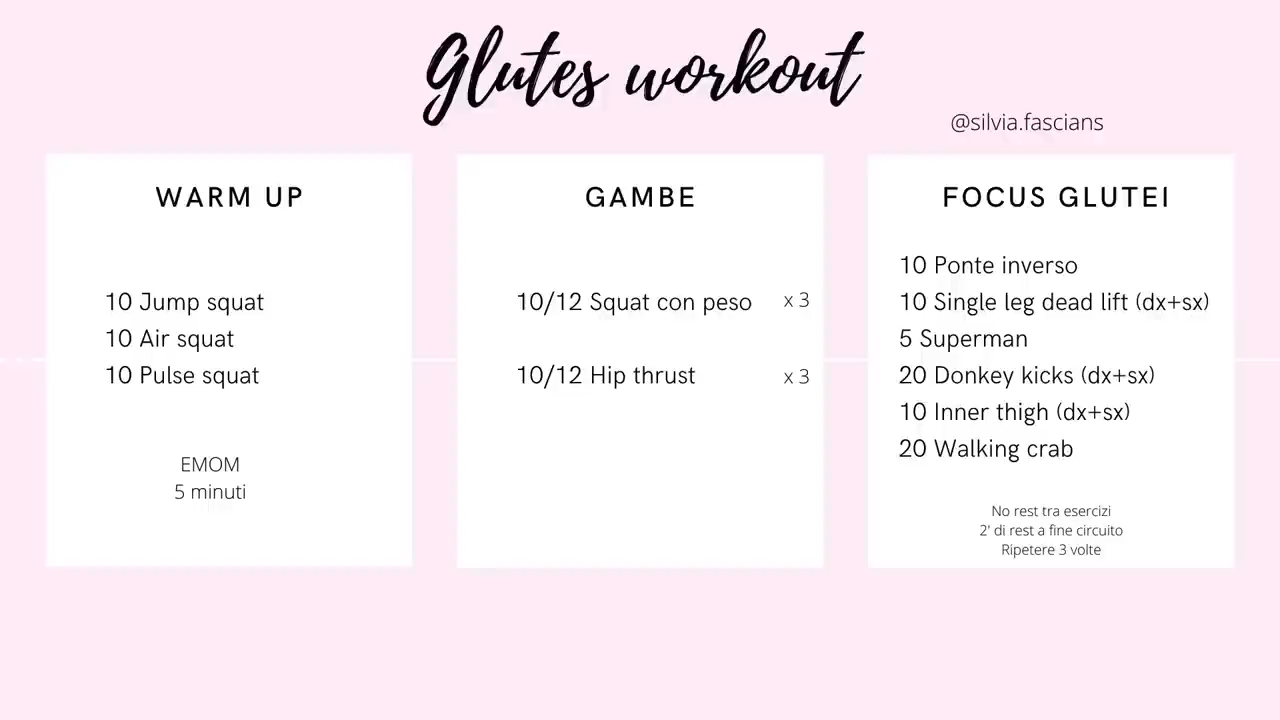 Glutes workout
@silvia.fascians
WARM UP
10 Jump squat
10 Air squat
10 Pulse squat
EMOM
5 minuti
GAMBE
10/12 Squat con peso x 3
10/12 Hip thrust x 3
FOCUS GLUTEI
10 Ponte inverso
10 Single leg dead lift (dx+sx)
5 Superman
20 Donkey kicks (dx+sx)
10 Inner thigh (dx+sx)
20 Walking crab
No rest tra esercizi
2' di rest a fine circuito
Ripetere 3 volte